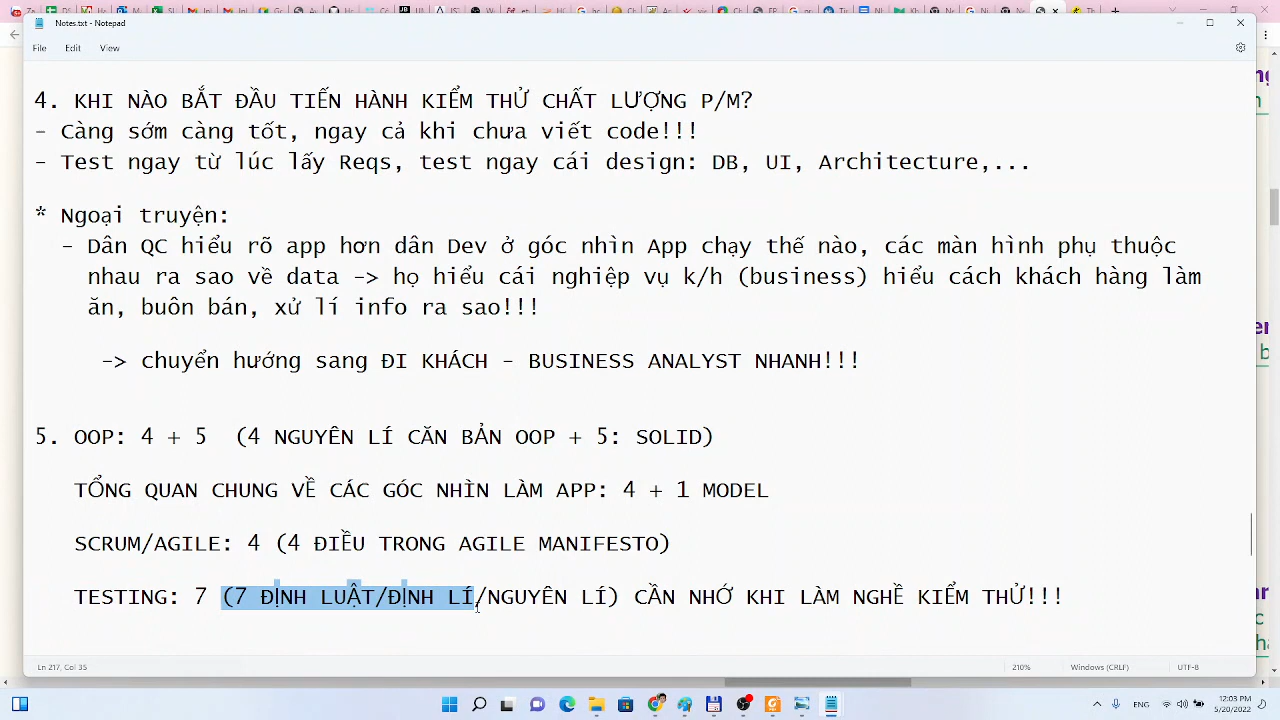 Notes.txt - Notepad
File Edit View
4. KHI NÀO BẮT ĐẦU TIẾN HÀNH KIỂM THỬ CHẤT LƯỢNG P/M?
- Càng sớm càng tốt, ngay cả khi chưa viết code!!!
- Test ngay từ lúc lấy Reqs, test ngay cái design: DB, UI, Architecture,...
* Ngoại truyện:
- Dân QC hiểu rõ app hơn dân Dev ở góc nhìn App chạy thế nào, các màn hình phụ thuộc
nhau ra sao về data -> họ hiểu cái nghiệp vụ k/h (business) hiểu cách khách hàng làm
ăn, buôn bán, xử lí info ra sao!!!
-> chuyển hướng sang ĐI KHÁCH - BUSINESS ANALYST NHANH!!!
5. OOP: 4 + 5 (4 NGUYÊN LÍ CĂN BẢN OOP + 5: SOLID)
TỔNG QUAN CHUNG VỀ CÁC GÓC NHÌN LÀM APP: 4 + 1 MODEL
SCRUM/AGILE: 4 (4 ĐIỀU TRONG AGILE MANIFESTO)
TESTING: 7 (7 ĐỊNH LUẬT/ĐỊNH LÍ/NGUYÊN LÍ) CẦN NHỚ KHI LÀM NGHỀ KIỂM THỬ!!!
Ln 217, Col 35 210% Windows (CRLF) UTF-8
ENG 12:03 PM
5/20/2022